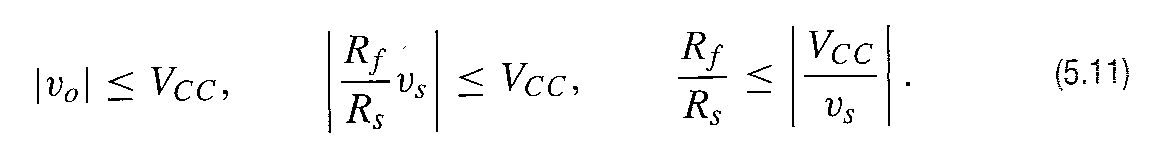 |v_o| ≤ V_CC, |R_f/R_s v_s| ≤ V_CC, R_f/R_s ≤ |V_CC/v_s|. (5.11)